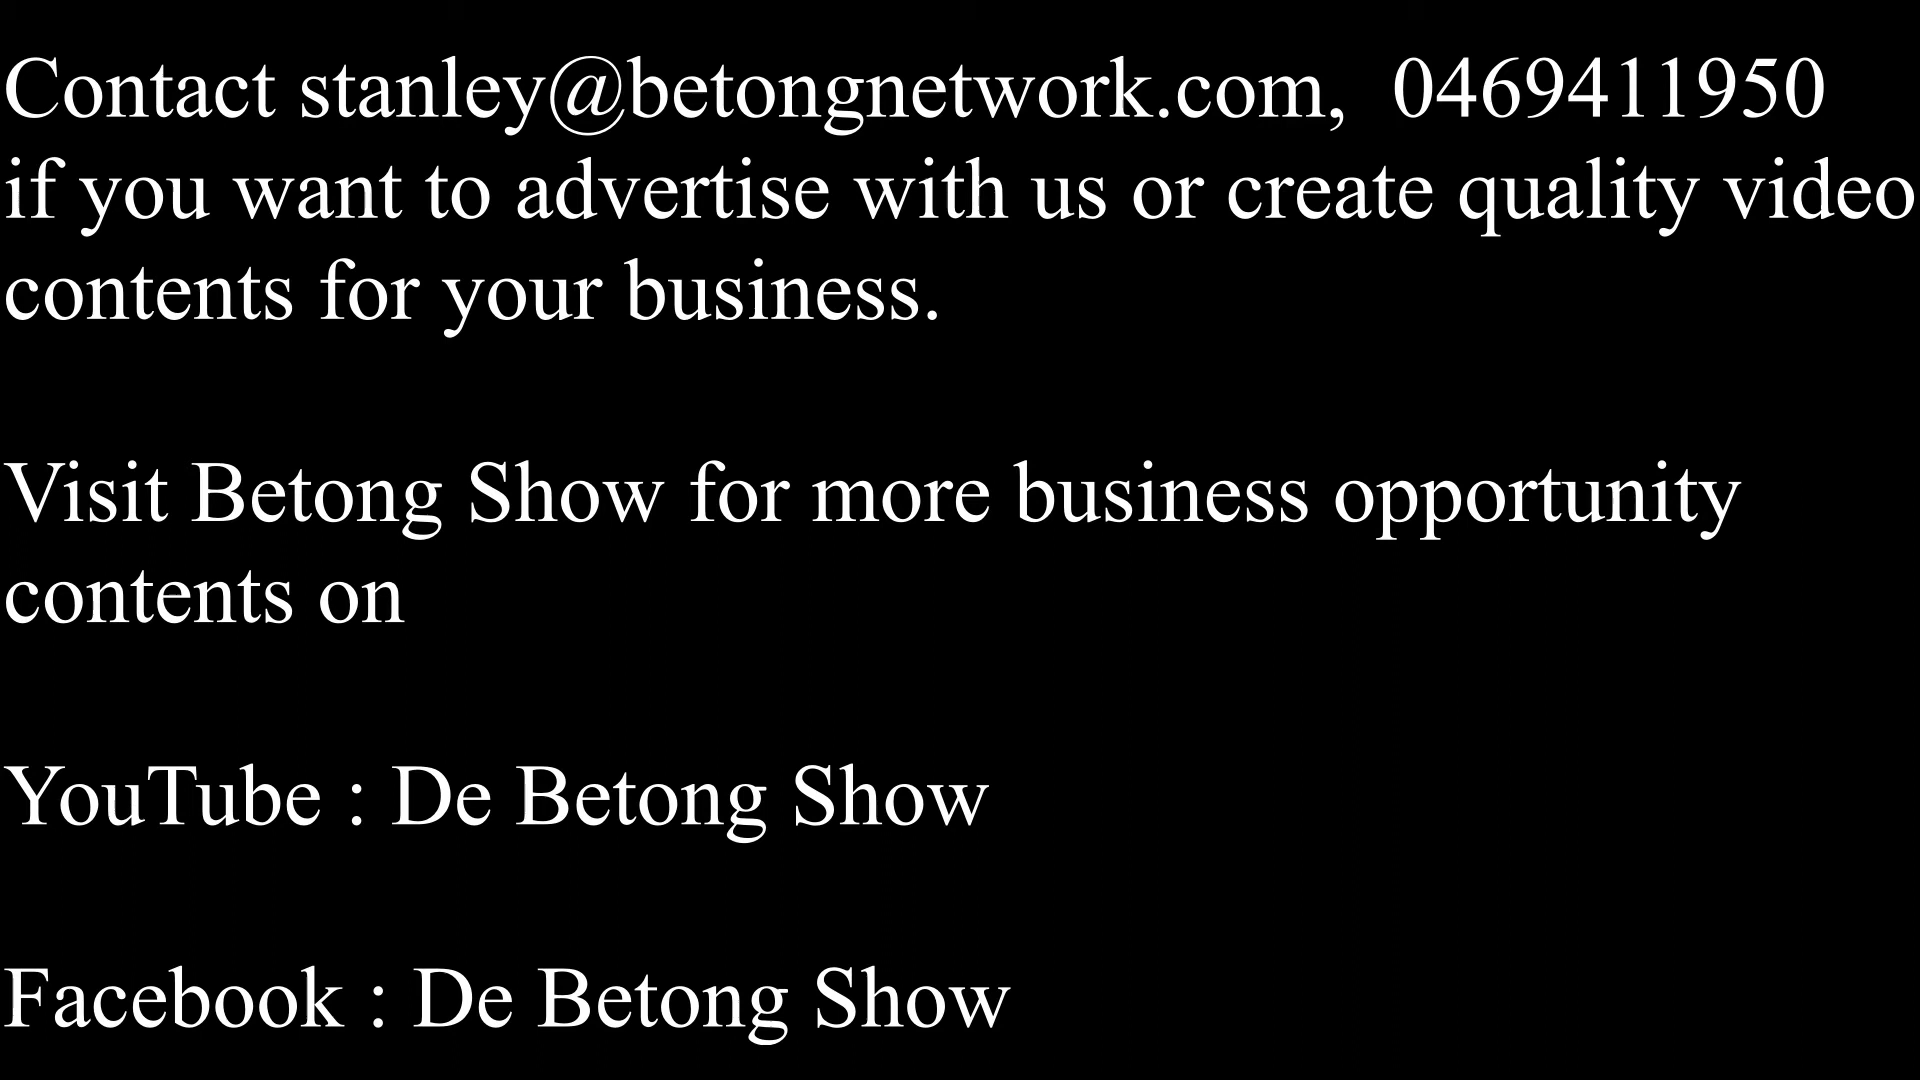 Contact stanley@betongnetwork.com,  0469411950
if you want to advertise with us or create quality video
contents for your business.
Visit Betong Show for more business opportunity
contents on
YouTube : De Betong Show
Facebook : De Betong Show